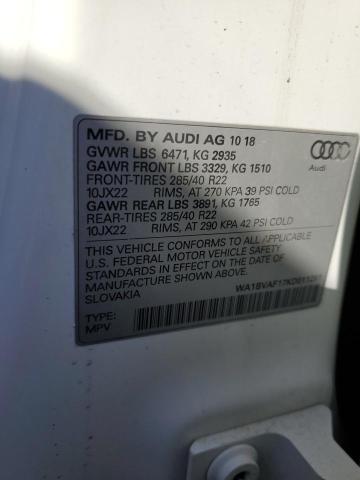 MFD. BY AUDI AG 10 18
GVWR LBS 6471, KG 2935
GAWR FRONT LBS 3329, KG 1510
FRONT-TIRES 285/40 R22
10JX22 RIMS, AT 270 KPA 39 PSI COLD
GAWR REAR LBS 3891, KG 1765
REAR-TIRES 285/40 R22
10JX22 RIMS, AT 290 KPA 42 PSI COLD
Audi
THIS VEHICLE CONFORMS TO ALL APPLICABLE
U.S. FEDERAL MOTOR VEHICLE SAFETY STANDARDS IN EFFECT ON THE DATE OF
MANUFACTURE SHOWN ABOVE.
SLOVAKIA
TYPE:
MPV